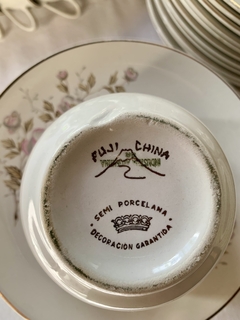 FUJI CHINA
SEMI PORCELANA
DECORACION GARANTIDA